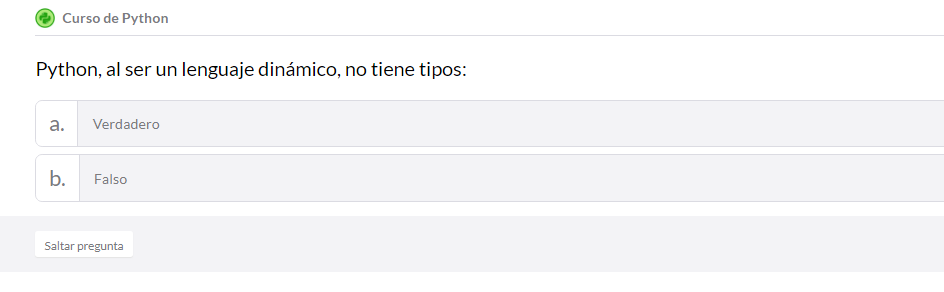 Curso de Python
Python, al ser un lenguaje dinámico, no tiene tipos:
a. Verdadero
b. Falso
Saltar pregunta